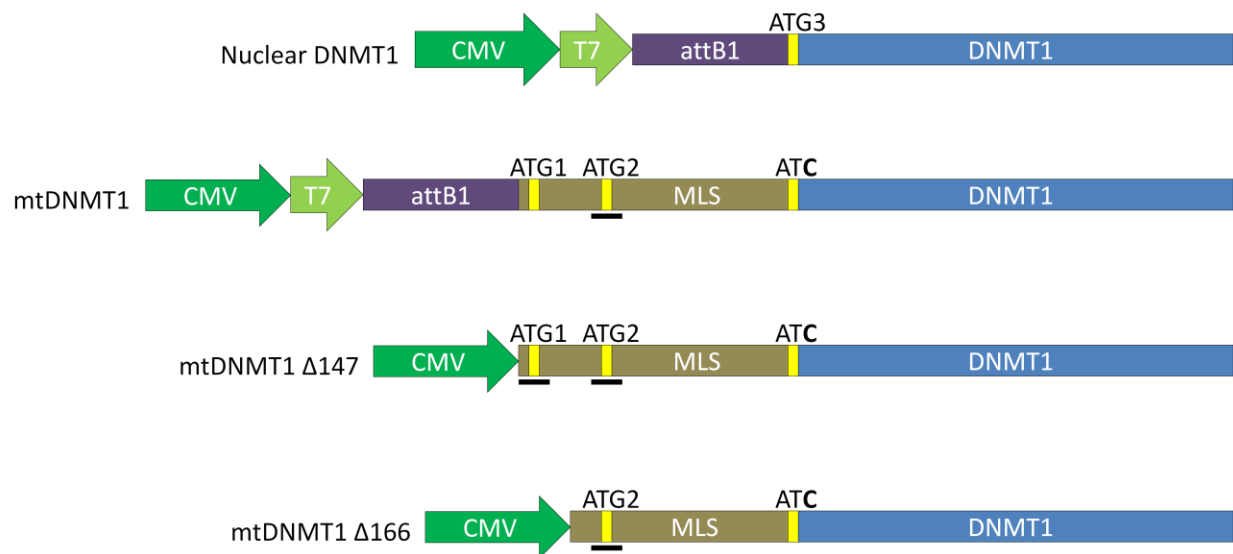 ATG3
Nuclear DNMT1 CMV T7 attB1 DNMT1
ATG1 ATG2 ATC
mtDNMT1 CMV T7 attB1 MLS DNMT1
ATG1 ATG2 ATC
mtDNMT1 Δ147 CMV MLS DNMT1
ATG2 ATC
mtDNMT1 Δ166 CMV MLS DNMT1